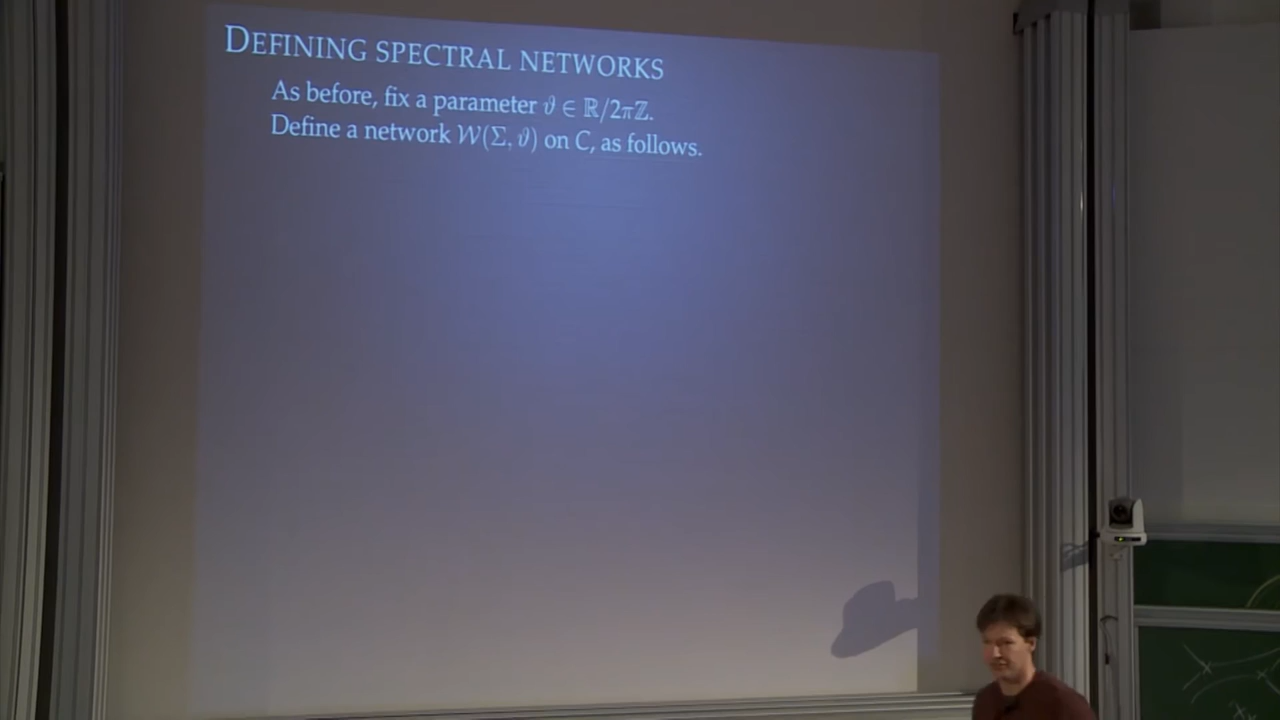 DEFINING SPECTRAL NETWORKS
As before, fix a parameter ϑ ∈ ℝ/2πℤ.
Define a network 𝒲(Σ, ϑ) on C, as follows.